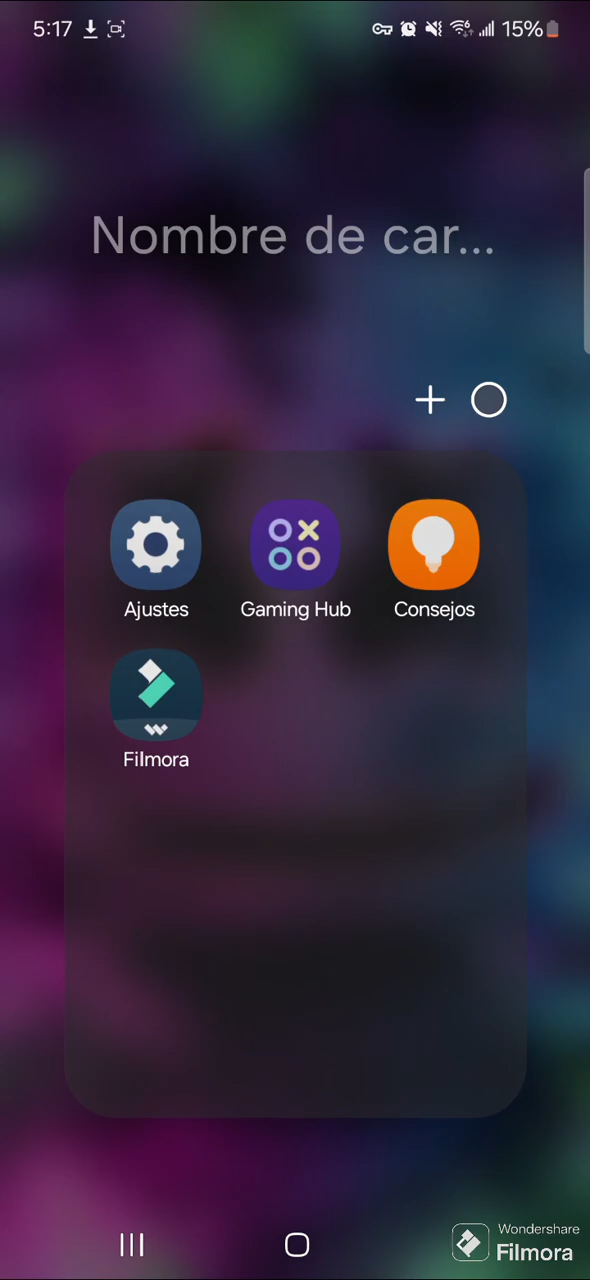 5:17 15%
Nombre de car...
Ajustes Gaming Hub Consejos
Filmora
Wondershare
Filmora